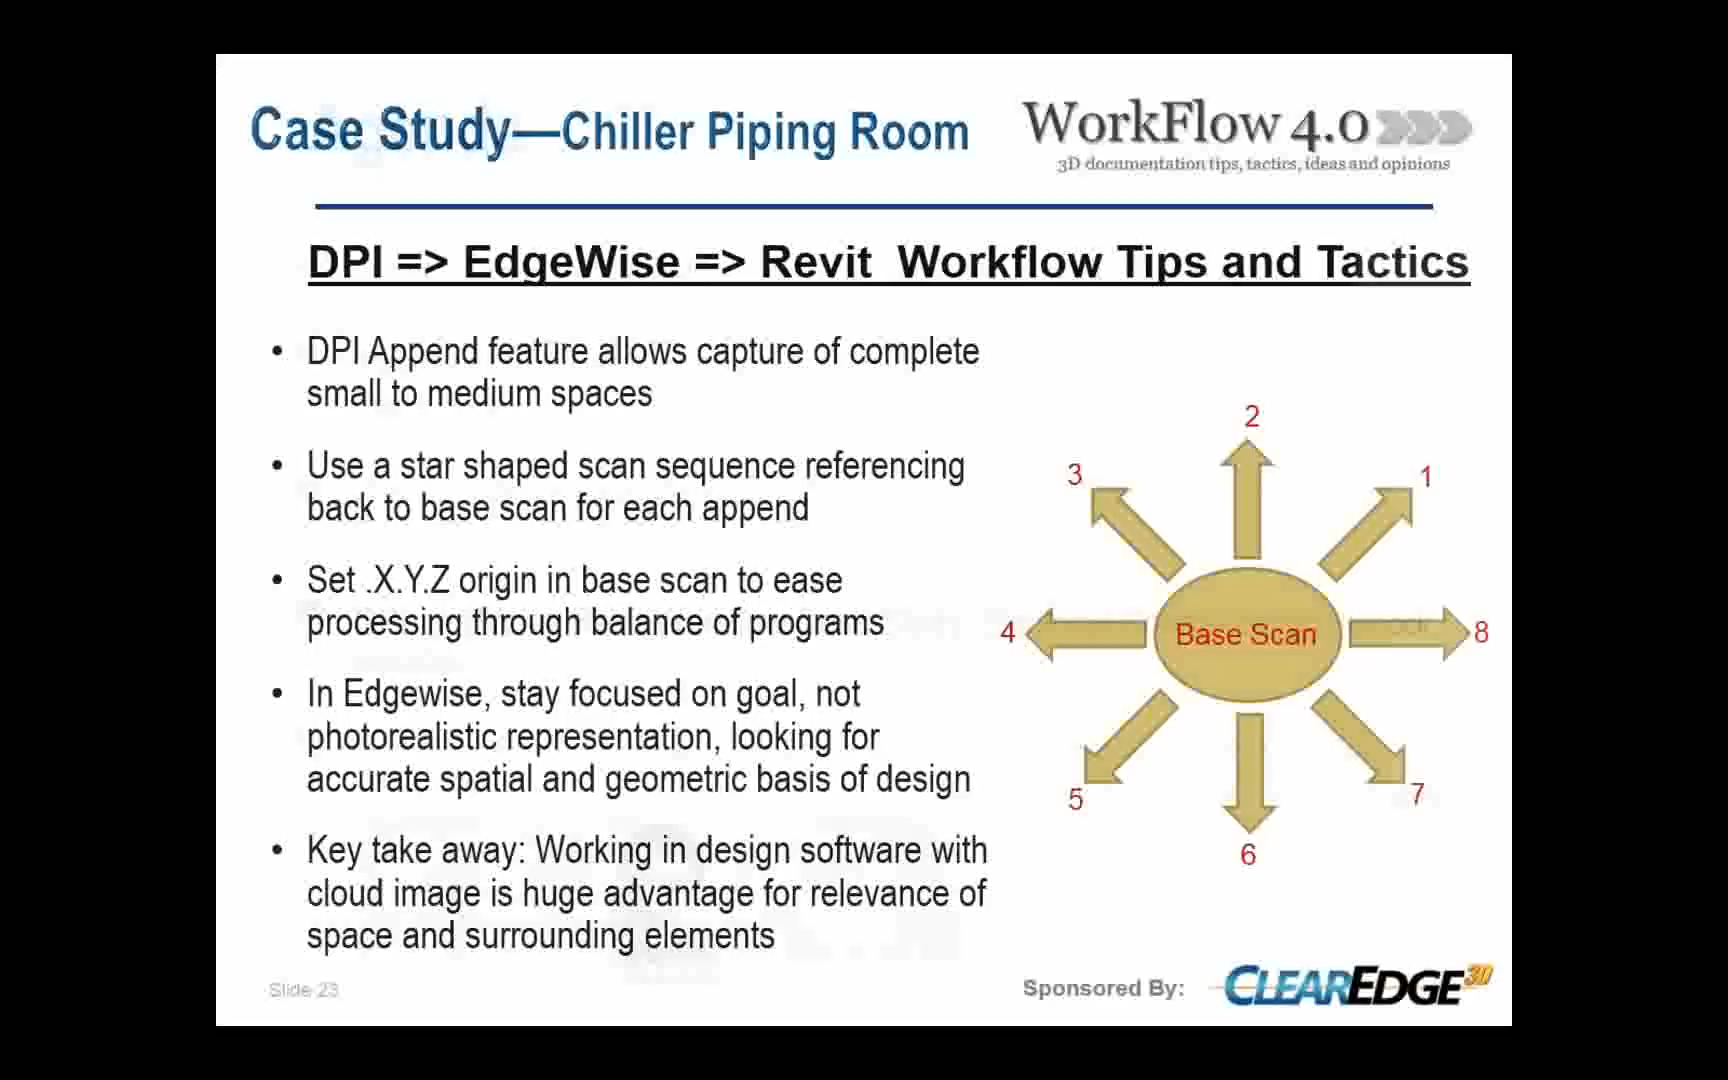 Case Study—Chiller Piping Room
WorkFlow 4.0
3D documentation tips, tactics, ideas and opinions
DPI => EdgeWise => Revit  Workflow Tips and Tactics
• DPI Append feature allows capture of complete
small to medium spaces
• Use a star shaped scan sequence referencing
back to base scan for each append
• Set .X.Y.Z origin in base scan to ease
processing through balance of programs
• In Edgewise, stay focused on goal, not
photorealistic representation, looking for
accurate spatial and geometric basis of design
• Key take away: Working in design software with
cloud image is huge advantage for relevance of
space and surrounding elements
2
3
1
4
Base Scan
8
5
7
6
Slide 23
Sponsored By:
CLEAREDGE3D